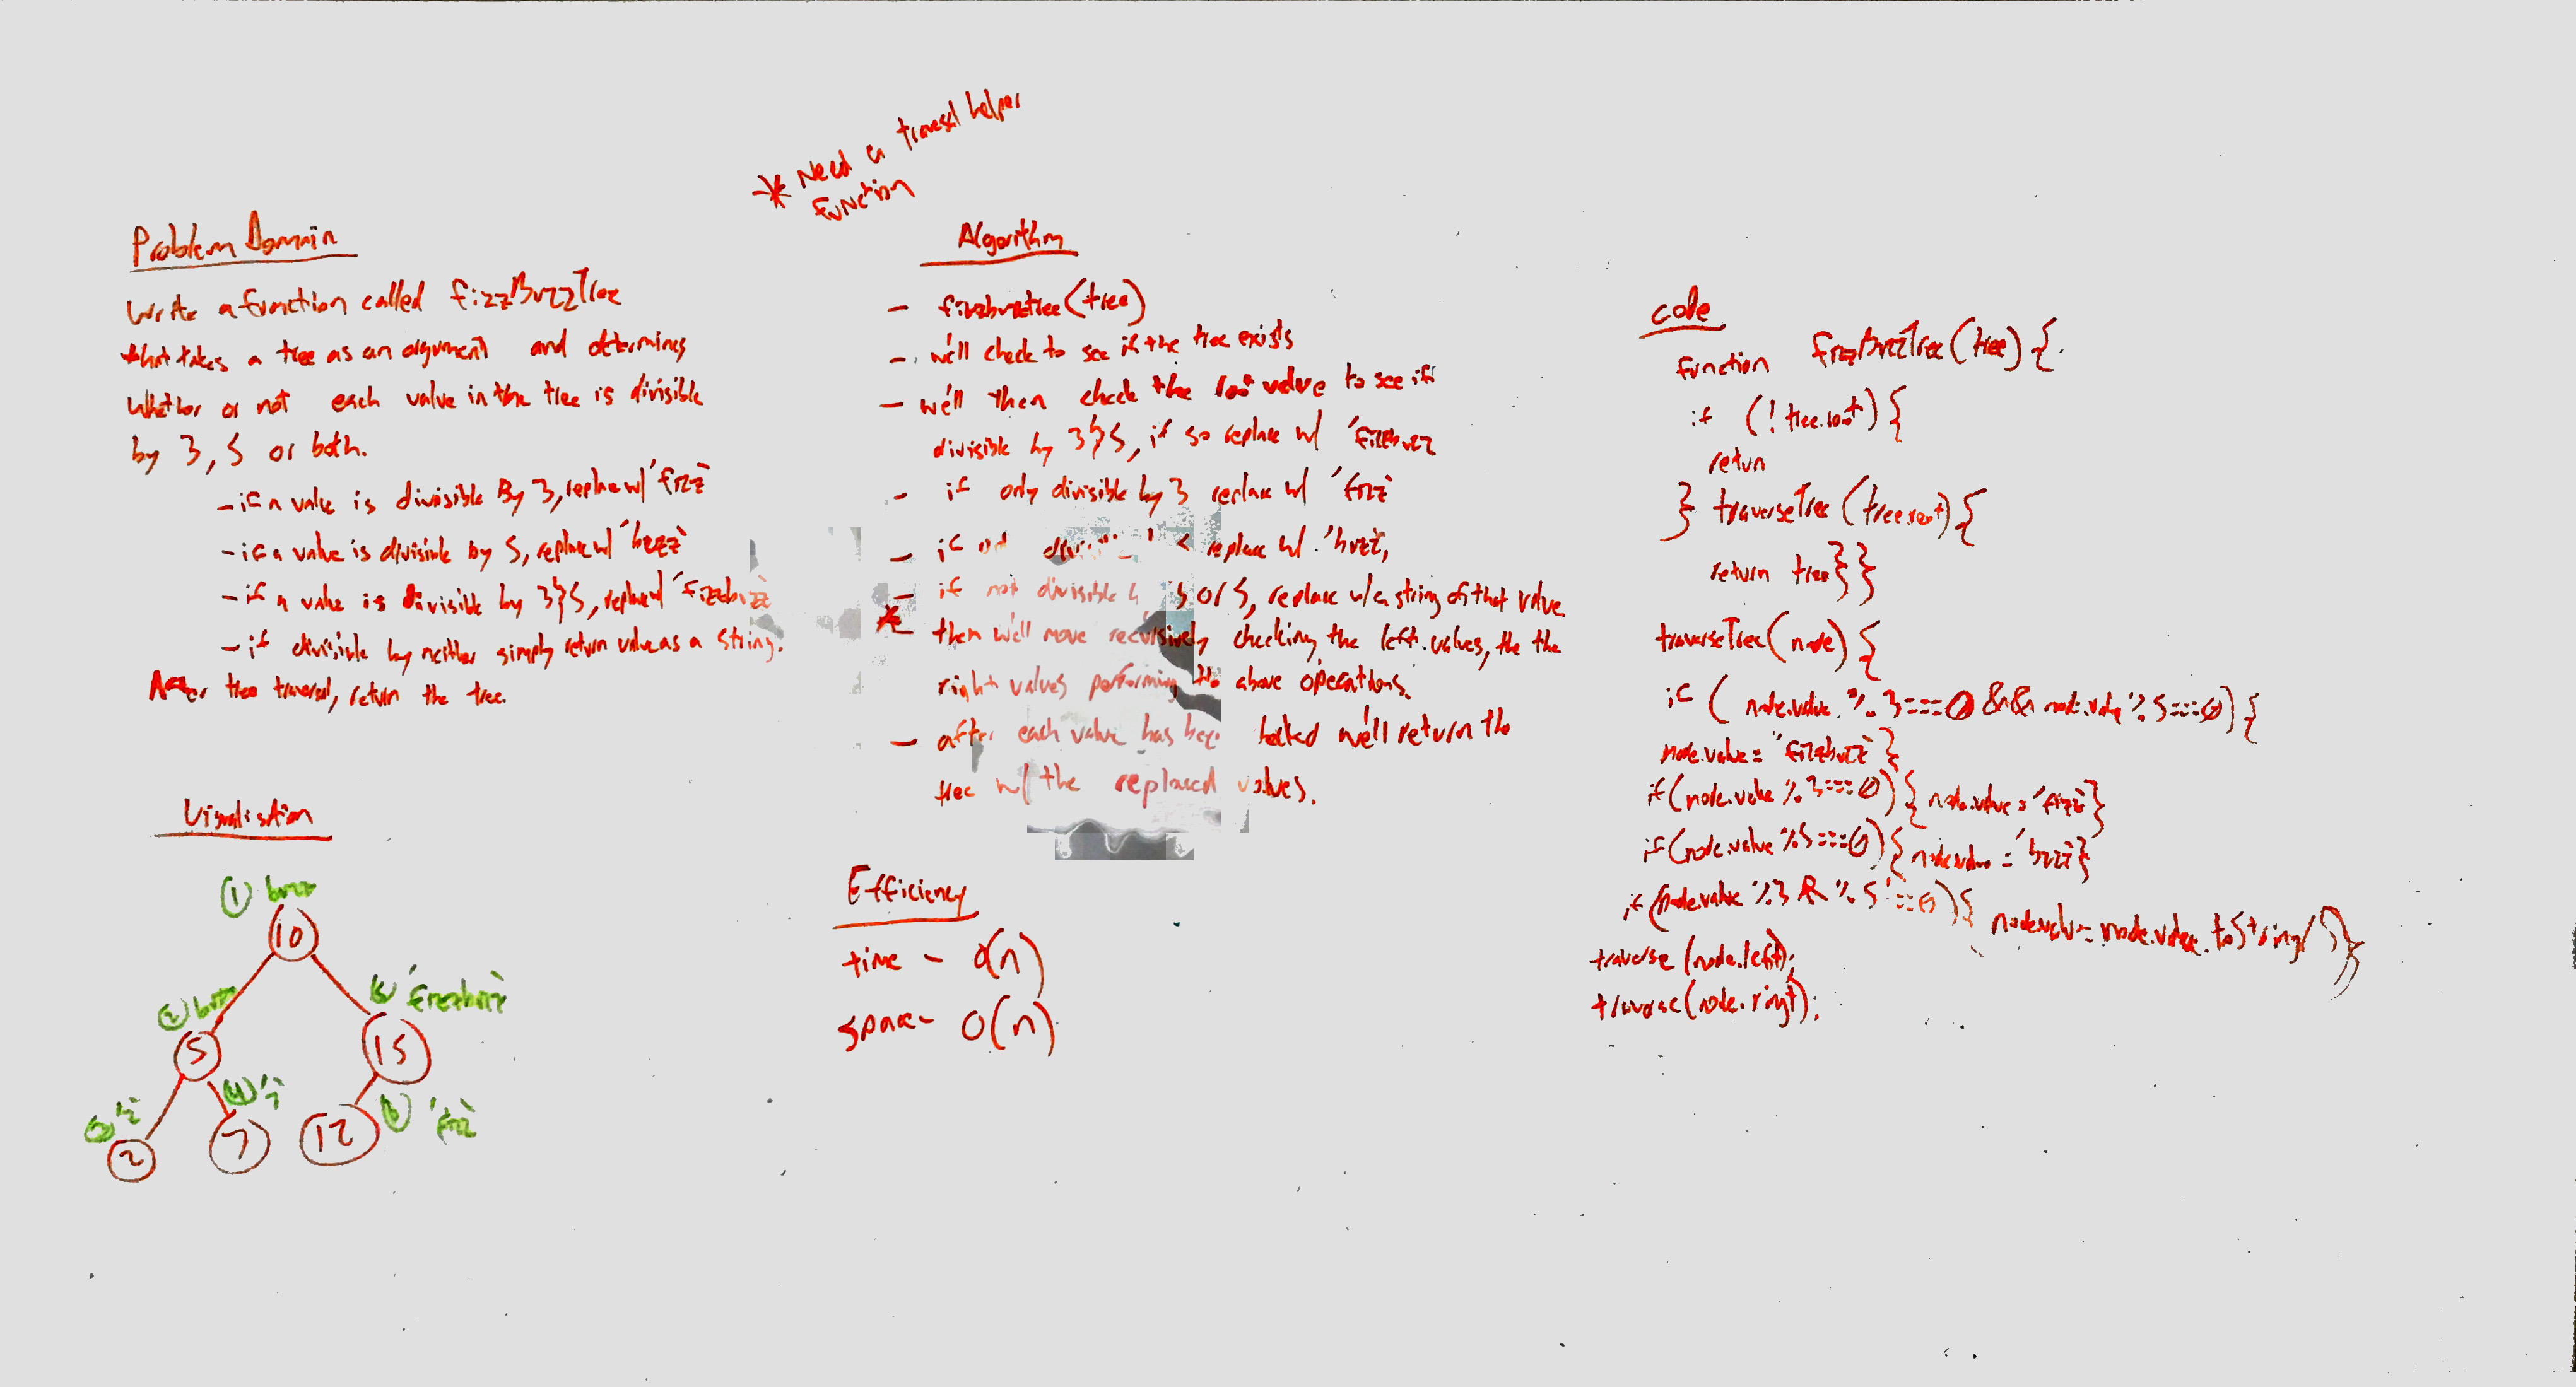 * Need a traversal helper
function
Problem Domain
Write a function called fizzBuzzTree
that takes a tree as an argument and determines
whether or not each value in the tree is divisible
by 3, 5 or both.
- if a value is divisible By 3, replace w/ 'fizz'
- if a value is divisible by 5, replace w/ 'buzz'
- if a value is divisible by 3 & 5, replace w/ 'fizzbuzz'
- if divisible by neither simply return value as a string.
After tree traversal, return the tree.
Visualisation
① buzz
10
② buzz
⑤ 'fizzbuzz'
5
15
③ '2'
④ '7'
⑥ 'fizz'
2
7
12
Algorithm
- fizzbuzztree(tree)
- we'll check to see if the tree exists
- we'll then check the root value to see if
divisible by 3 & 5, if so replace w/ 'fizzbuzz
- if only divisible by 3 replace w/ 'fizz'
- if replace w/ 'buzz',
- if not divisible 3 or 5, replace w/ a string of that value
* then we'll move recursively checking the left values, the the
right values performing the above operations.
- after each value has been we'll return the
tree w/ the replaced values.
Efficiency
time - O(n)
space - O(n)
code
function fizzBuzzTree(tree) {
if (!tree.root) {
return
} traverseTree(tree.root) {
return tree}}
traverseTree(node) {
if (node.value % 3 === 0 && node.value % 5 === 0) {
node.value = 'fizzbuzz'}
if (node.value % 3 === 0) { node.value = 'fizz'}
if (node.value % 5 === 0) { node.value = 'buzz'}
if (node.value % 3 & % 5 !== 0) { node.value = node.value.toString()}}
traverse(node.left);
traverse(node.right);